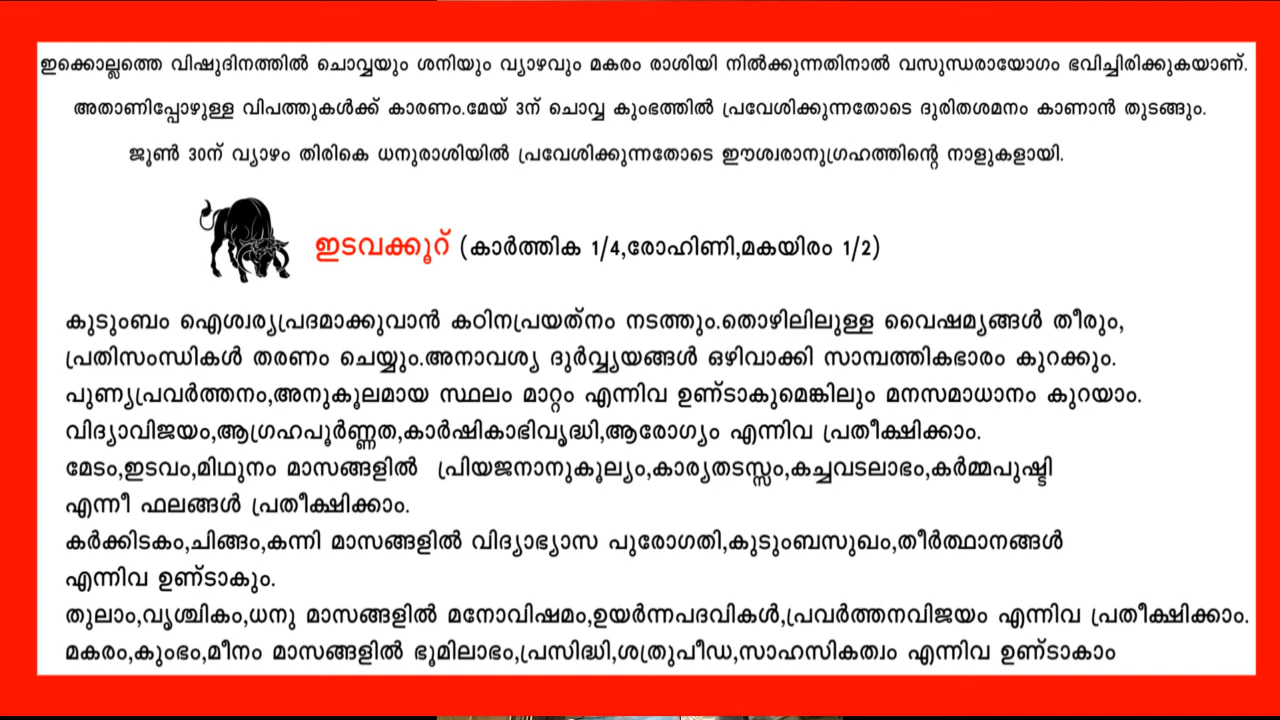 ഇക്കൊല്ലത്തെ വിഷുദിനത്തിൽ ചൊവ്വയും ശനിയും വ്യാഴവും മകരം രാശിയി നിൽക്കുന്നതിനാൽ വസുന്ധരായോഗം ഭവിച്ചിരിക്കുകയാണ്.
അതാണിപ്പോഴുള്ള വിപത്തുകൾക്ക് കാരണം.മേയ് 3ന് ചൊവ്വ കുംഭത്തിൽ പ്രവേശിക്കുന്നതോടെ ദുരിതശമനം കാണാൻ തുടങ്ങും.
ജൂൺ 30ന് വ്യാഴം തിരികെ ധനുരാശിയിൽ പ്രവേശിക്കുന്നതോടെ ഈശ്വരാനുഗ്രഹത്തിന്റെ നാളുകളായി.
ഇടവക്കൂറ് (കാർത്തിക 1/4,രോഹിണി,മകയിരം 1/2)
കുടുംബം ഐശ്വര്യപ്രദമാക്കുവാൻ കഠിനപ്രയത്നം നടത്തും.തൊഴിലിലുള്ള വൈഷമ്യങ്ങൾ തീരും,
പ്രതിസംന്ധികൾ തരണം ചെയ്യും.അനാവശ്യ ദുർവ്വ്യയങ്ങൾ ഒഴിവാക്കി സാമ്പത്തികഭാരം കുറക്കും.
പുണ്യപ്രവർത്തനം,അനുകൂലമായ സ്ഥലം മാറ്റം എന്നിവ ഉണ്ടാകുമെങ്കിലും മനസമാധാനം കുറയാം.
വിദ്യാവിജയം,ആഗ്രഹപൂർണ്ണത,കാർഷികാഭിവൃദ്ധി,ആരോഗ്യം എന്നിവ പ്രതീക്ഷിക്കാം.
മേടം,ഇടവം,മിഥുനം മാസങ്ങളിൽ പ്രിയജനാനുകൂല്യം,കാര്യതടസ്സം,കച്ചവടലാഭം,കർമ്മപുഷ്ടി
എന്നീ ഫലങ്ങൾ പ്രതീക്ഷിക്കാം.
കർക്കിടകം,ചിങ്ങം,കന്നി മാസങ്ങളിൽ വിദ്യാഭ്യാസ പുരോഗതി,കുടുംബസുഖം,തീർത്ഥാനങ്ങൾ
എന്നിവ ഉണ്ടാകും.
തുലാം,വൃശ്ചികം,ധനു മാസങ്ങളിൽ മനോവിഷമം,ഉയർന്നപദവികൾ,പ്രവർത്തനവിജയം എന്നിവ പ്രതീക്ഷിക്കാം.
മകരം,കുംഭം,മീനം മാസങ്ങളിൽ ഭൂമിലാഭം,പ്രസിദ്ധി,ശത്രുപീഡ,സാഹസികത്വം എന്നിവ ഉണ്ടാകാം